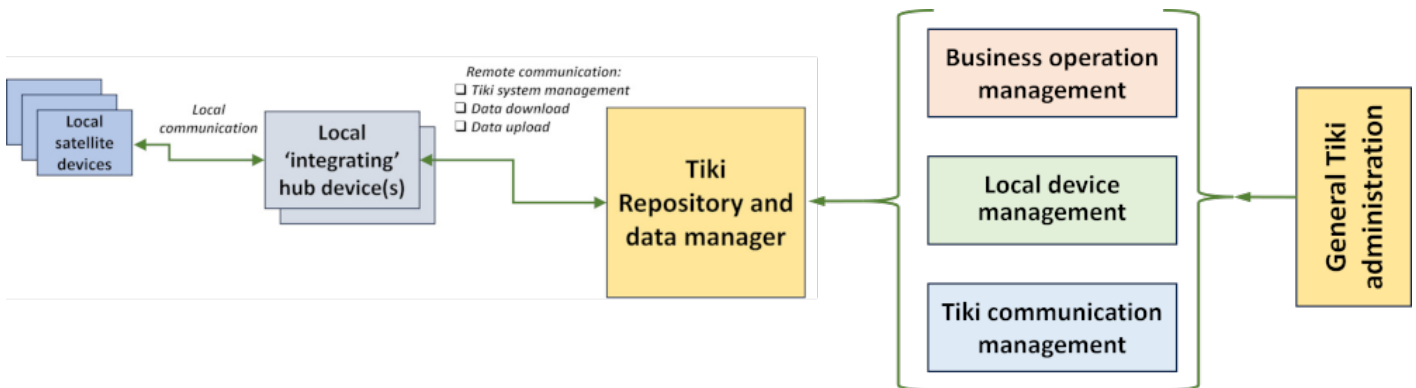 Local
satellite
devices
Local
communication
Local
‘integrating’
hub device(s)
Remote communication:
❑ Tiki system management
❑ Data download
❑ Data upload
Tiki
Repository and
data manager
Business operation
management
Local device
management
Tiki communication
management
General Tiki
administration